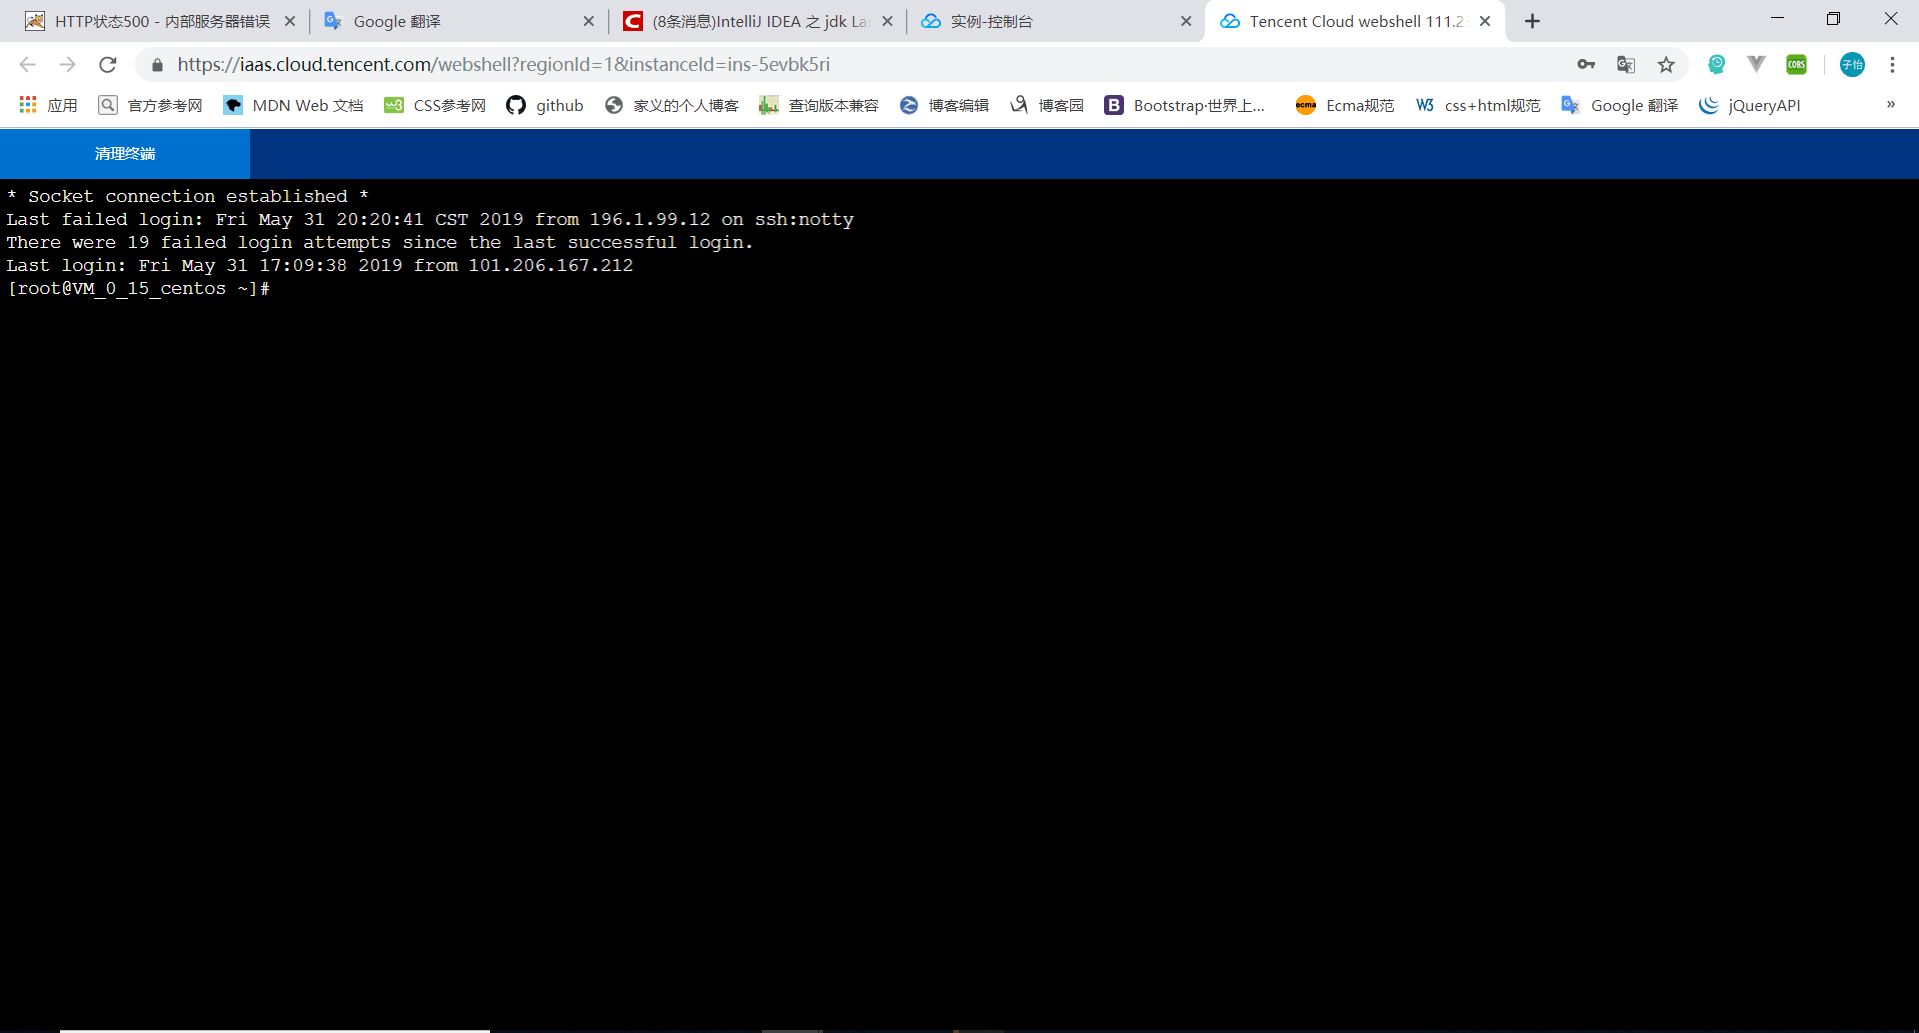 HTTP状态500 - 内部服务器错误
Google 翻译
(8条消息)IntelliJ IDEA 之 jdk La
实例-控制台
Tencent Cloud webshell 111.2
https://iaas.cloud.tencent.com/webshell?regionId=1&instanceId=ins-5evbk5ri
CORS
子怡
应用
官方参考网
MDN Web 文档
CSS参考网
github
家义的个人博客
查询版本兼容
博客编辑
博客园
B Bootstrap·世界上...
ecma Ecma规范
W3 css+html规范
Google 翻译
jQueryAPI
»
清理终端
* Socket connection established *
Last failed login: Fri May 31 20:20:41 CST 2019 from 196.1.99.12 on ssh:notty
There were 19 failed login attempts since the last successful login.
Last login: Fri May 31 17:09:38 2019 from 101.206.167.212
[root@VM_0_15_centos ~]#